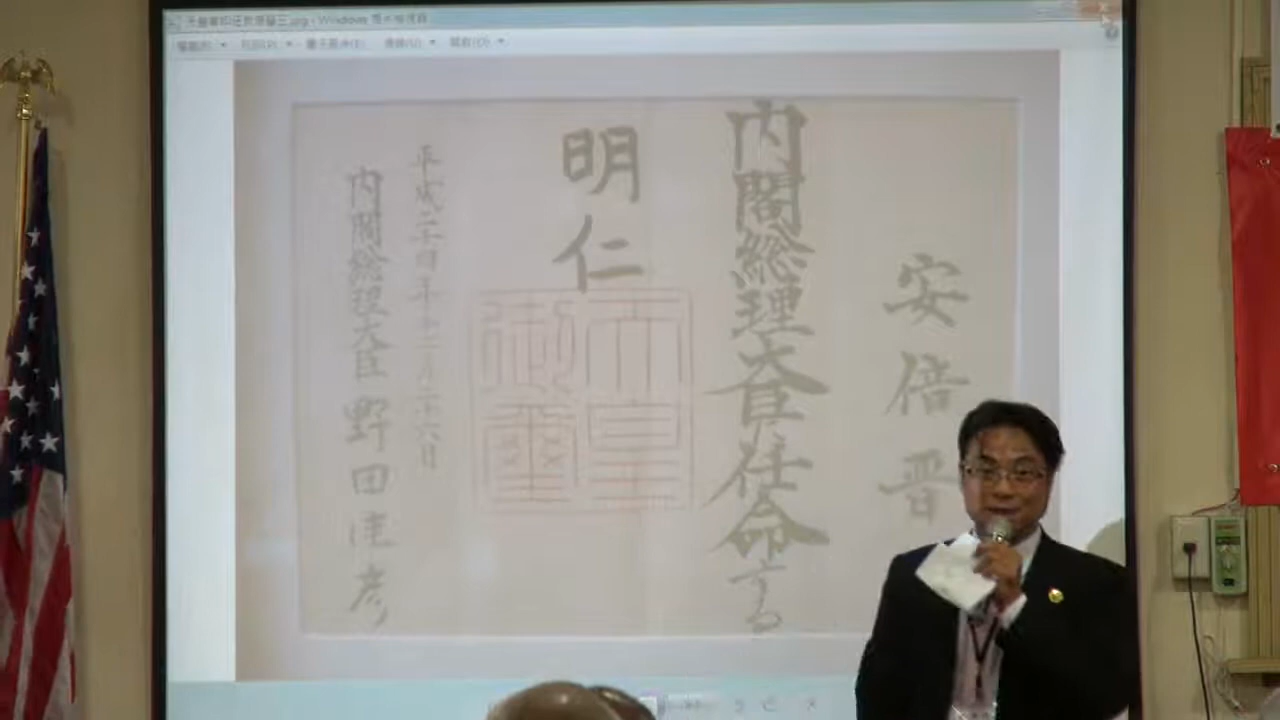 安倍晋
内閣総理大臣に任命する
明仁
天皇
御璽
平成二十四年十二月二十六日
内閣総理大臣 野田佳彦
Windows